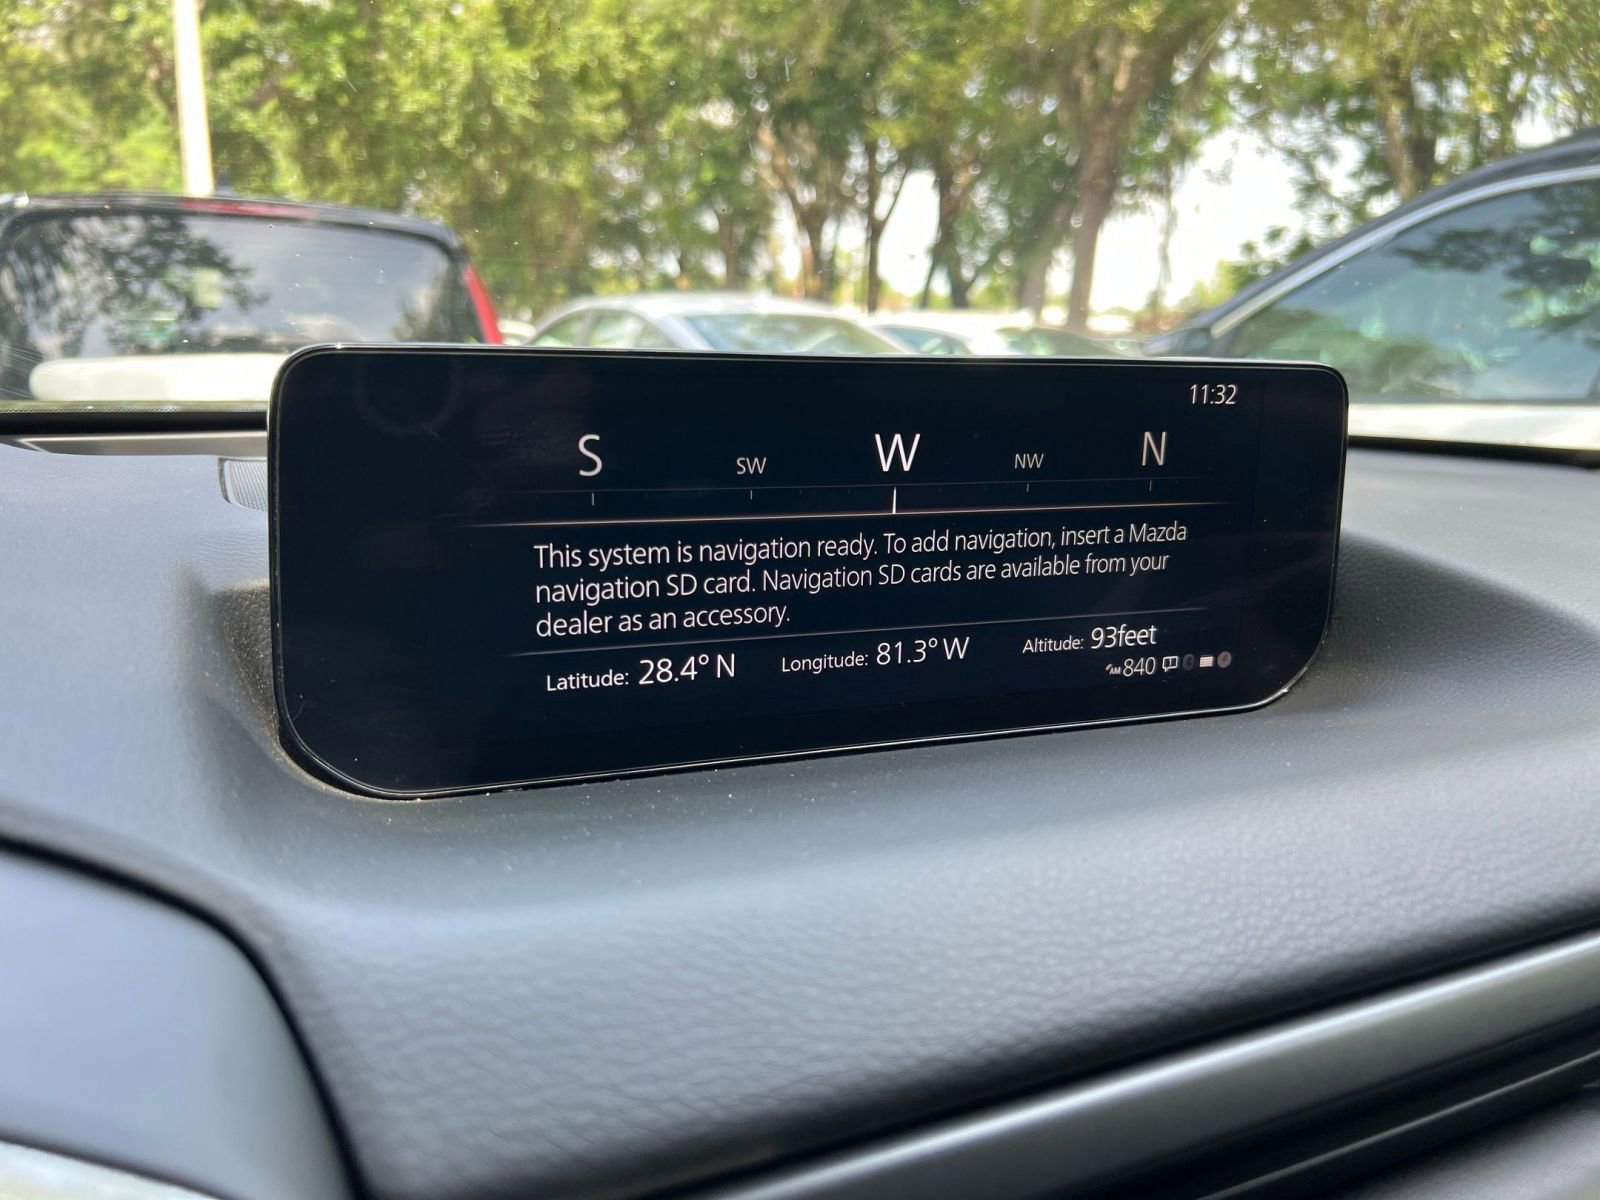 11:32
S SW W NW N
This system is navigation ready. To add navigation, insert a Mazda
navigation SD card. Navigation SD cards are available from your
dealer as an accessory.
Latitude: 28.4° N Longitude: 81.3° W Altitude: 93feet
AM 840